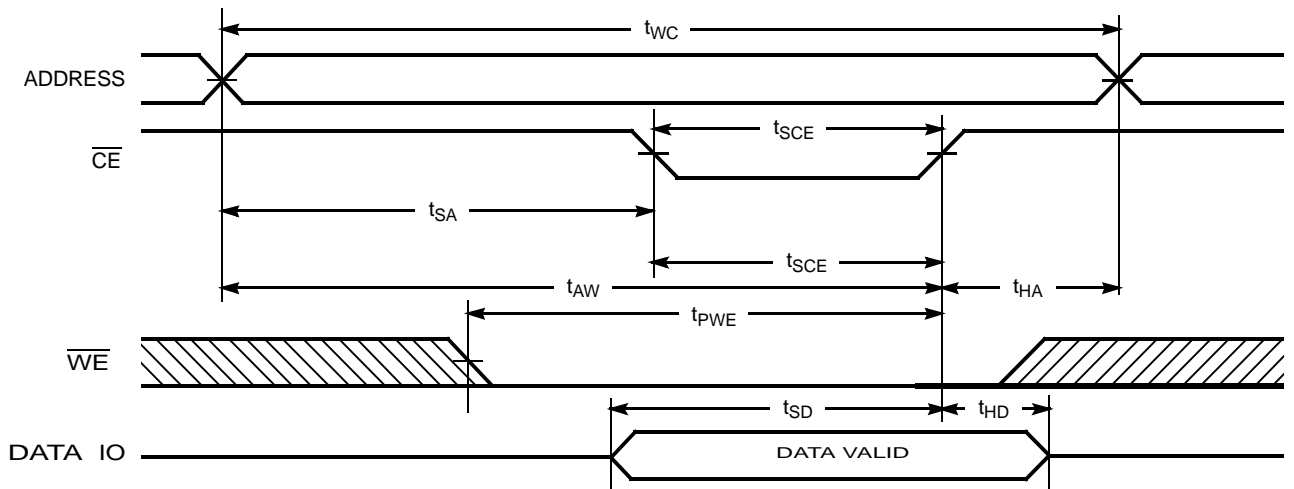 tWC
ADDRESS
tSCE
CE
tSA
tSCE
tAW
tHA
tPWE
WE
tSD
tHD
DATA IO
DATA VALID